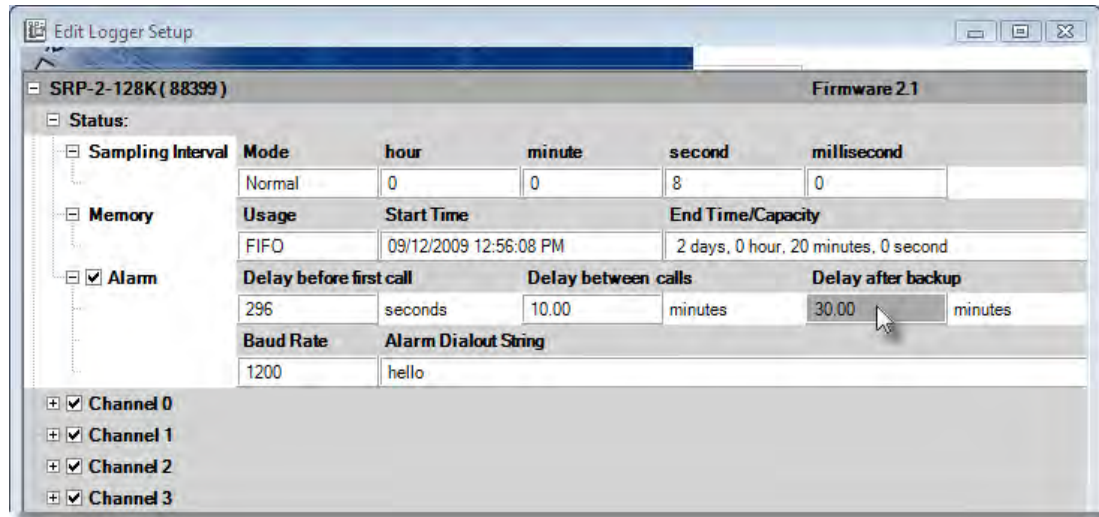 Edit Logger Setup
SRP-2-128K ( 88399 ) Firmware 2.1
Status:
Sampling Interval Mode hour minute second millisecond
Normal 0 0 8 0
Memory Usage Start Time End Time/Capacity
FIFO 09/12/2009 12:56:08 PM 2 days, 0 hour, 20 minutes, 0 second
Alarm Delay before first call Delay between calls Delay after backup
296 seconds 10.00 minutes 30.00 minutes
Baud Rate Alarm Dialout String
1200 hello
Channel 0
Channel 1
Channel 2
Channel 3